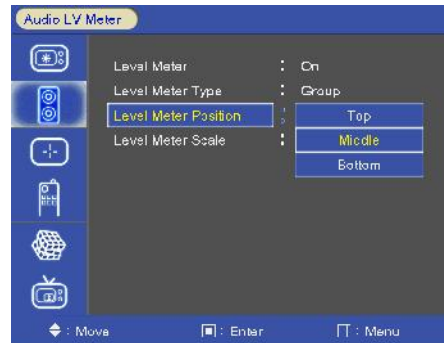 Audio LV Meter
Level Meter : On
Level Meter Type : Group
Level Meter Position : Top
Level Meter Scale : Middle
Bottom
: Move : Enter : Menu